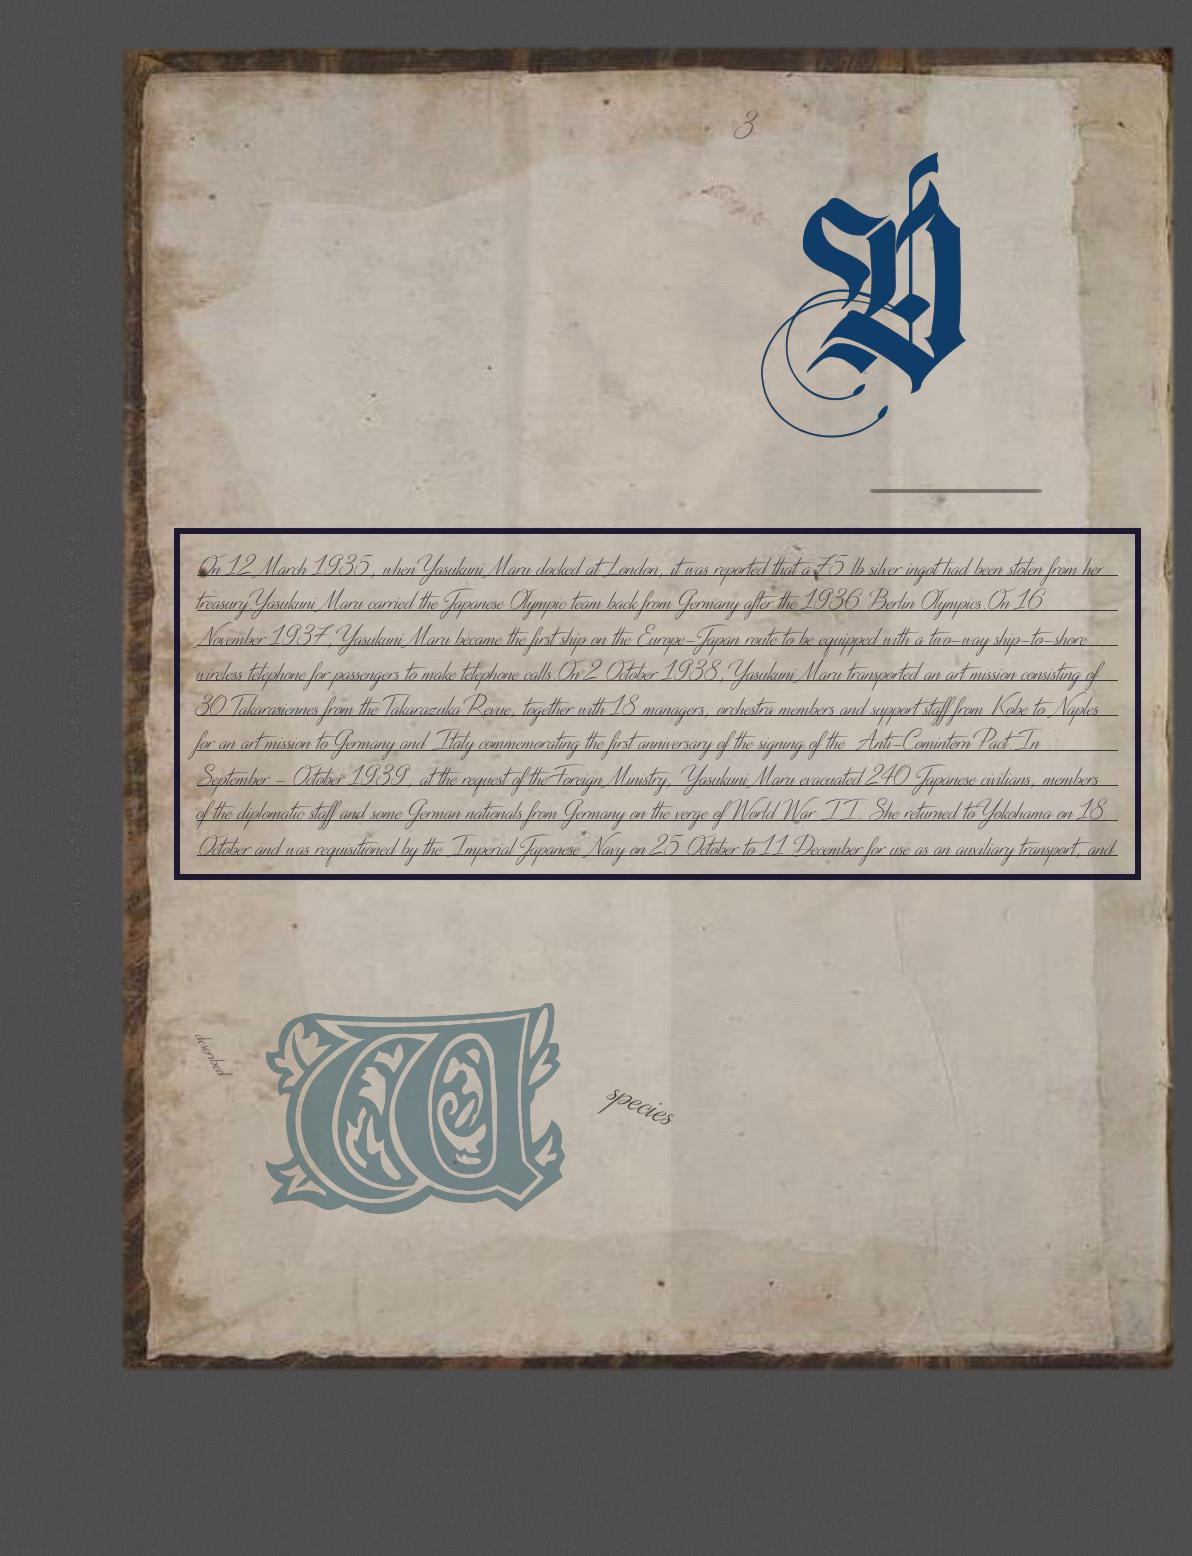 3
On 12 March 1935, when Yasukuni Maru docked at London, it was reported that a 75 lb silver ingot had been stolen from her
treasury.Yasukuni Maru carried the Japanese Olympic team back from Germany after the 1936 Berlin Olympics.On 16
November 1937, Yasukuni Maru became the first ship on the Europe-Japan route to be equipped with a two-way ship-to-shore
wireless telephone for passengers to make telephone calls.On 2 October 1938, Yasukuni Maru transported an art mission consisting of
30 Takarasiennes from the Takarazuka Revue, together with 18 managers, orchestra members and support staff from Kobe to Naples
for an art mission to Germany and Italy commemorating the first anniversary of the signing of the Anti-Comintern Pact.In
September - October 1939, at the request of the Foreign Ministry, Yasukuni Maru evacuated 240 Japanese civilians, members
of the diplomatic staff and some German nationals from Germany on the verge of World War II. She returned to Yokohama on 18
October and was requisitioned by the Imperial Japanese Navy on 25 October to 11 December for use as an auxiliary transport, and
W
described
species